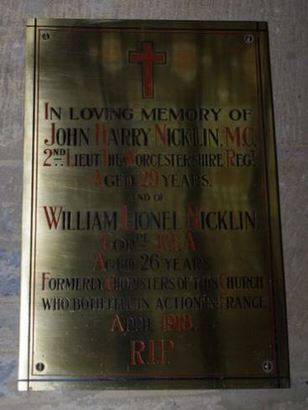 IN LOVING MEMORY OF
JOHN HARRY NICKLIN, M.C.
2ND LIEUT THE WORCESTERSHIRE REGT
AGED 29 YEARS.
AND OF
WILLIAM LIONEL NICKLIN
AGED 26 YEARS
FORMERLY CHORISTERS OF THIS CHURCH
WHO BOTH FELL IN ACTION IN FRANCE
APRIL 1918.
R.I.P.